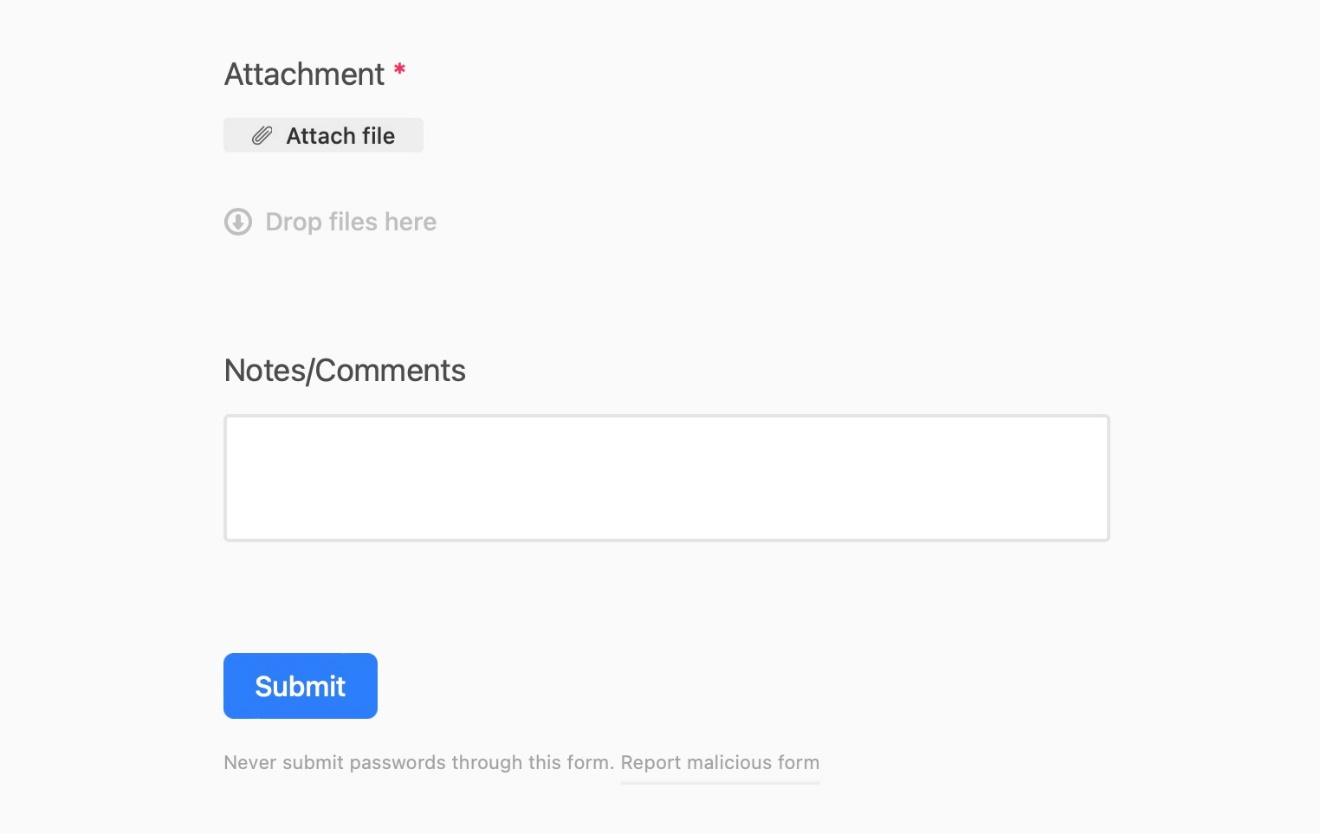 Attachment *
Attach file
Drop files here
Notes/Comments
Submit
Never submit passwords through this form. Report malicious form